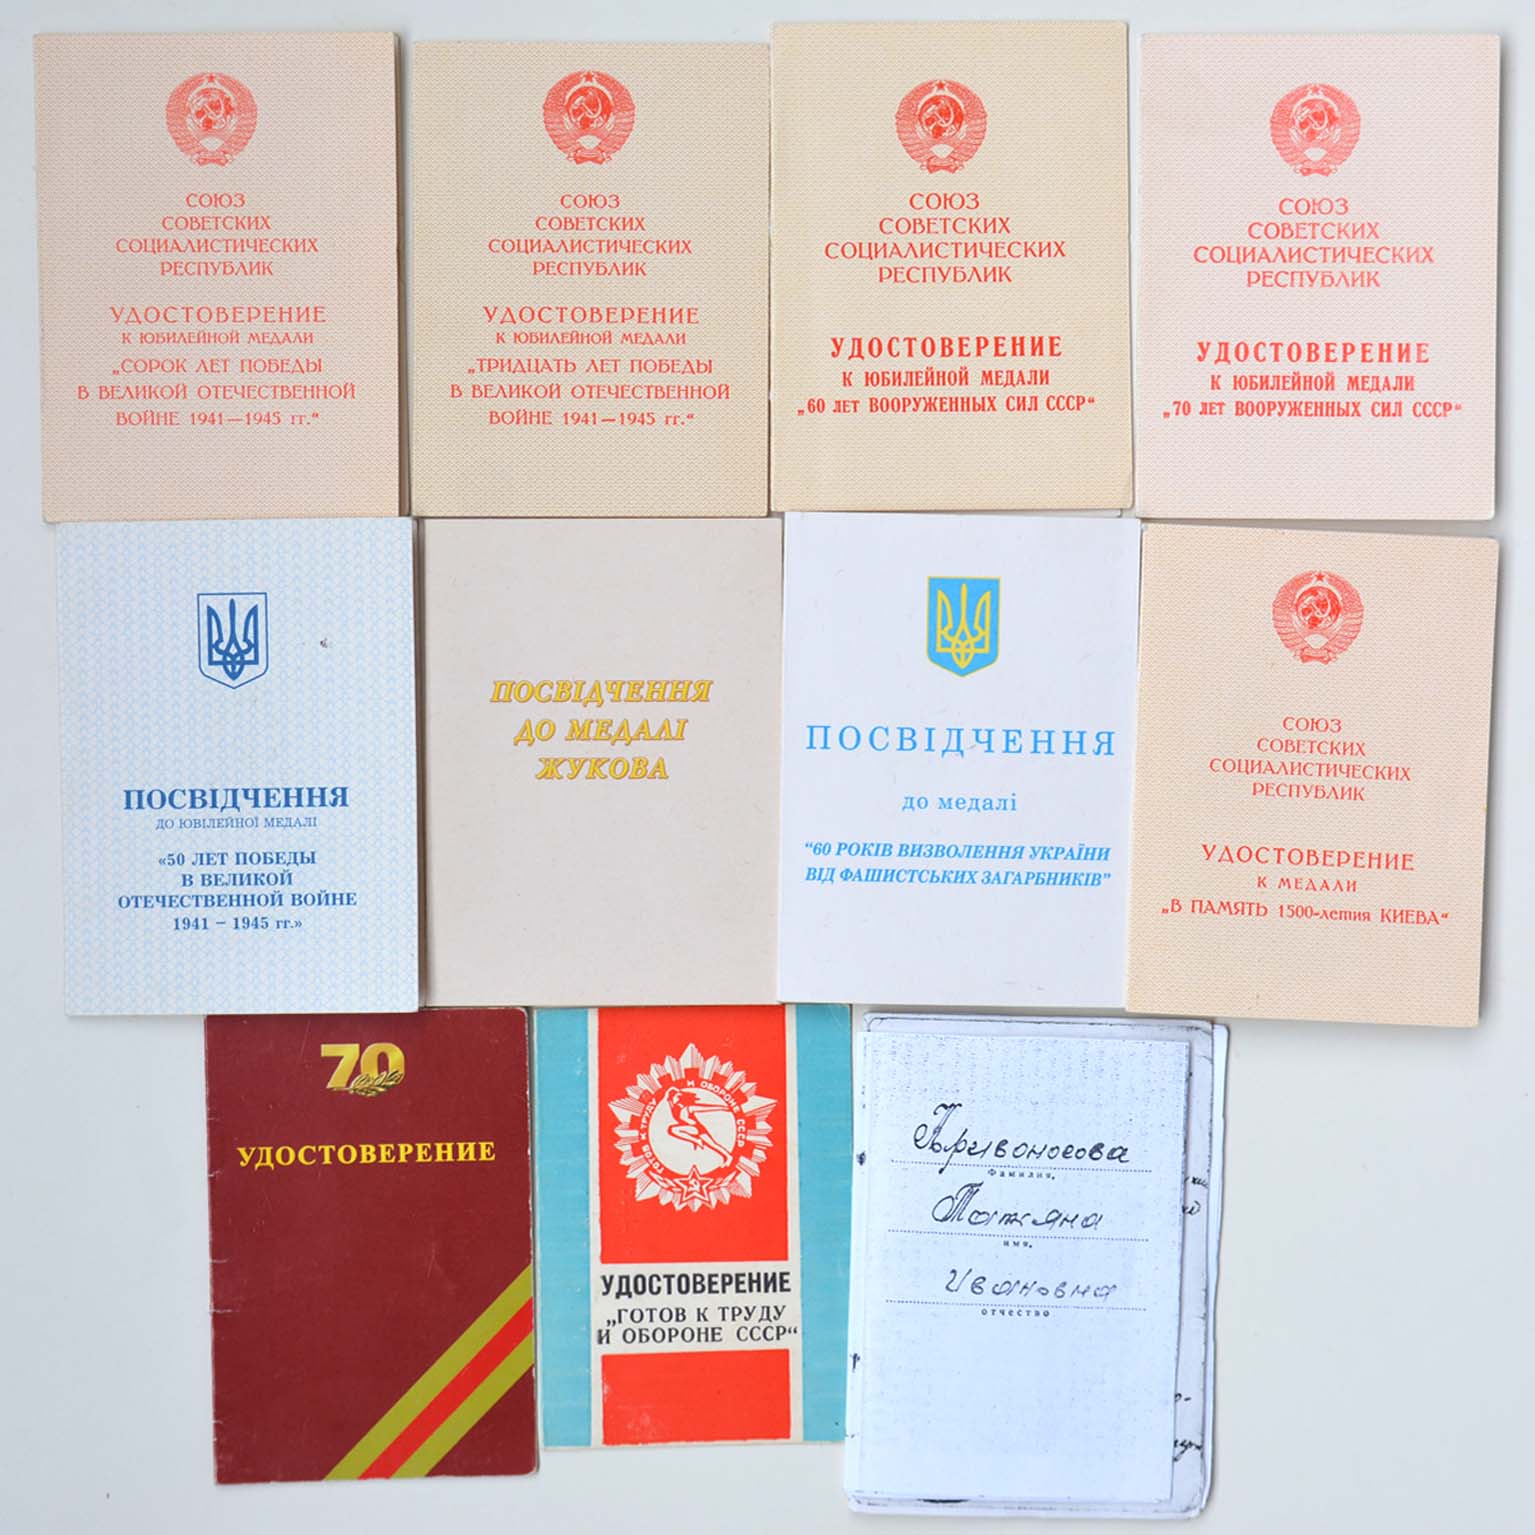 СОЮЗ
СОВЕТСКИХ
СОЦИАЛИСТИЧЕСКИХ
РЕСПУБЛИК
УДОСТОВЕРЕНИЕ
К ЮБИЛЕЙНОЙ МЕДАЛИ
„СОРОК ЛЕТ ПОБЕДЫ
В ВЕЛИКОЙ ОТЕЧЕСТВЕННОЙ
ВОЙНЕ 1941—1945 гг.“
СОЮЗ
СОВЕТСКИХ
СОЦИАЛИСТИЧЕСКИХ
РЕСПУБЛИК
УДОСТОВЕРЕНИЕ
К ЮБИЛЕЙНОЙ МЕДАЛИ
„ТРИДЦАТЬ ЛЕТ ПОБЕДЫ
В ВЕЛИКОЙ ОТЕЧЕСТВЕННОЙ
ВОЙНЕ 1941—1945 гг.“
СОЮЗ
СОВЕТСКИХ
СОЦИАЛИСТИЧЕСКИХ
РЕСПУБЛИК
УДОСТОВЕРЕНИЕ
К ЮБИЛЕЙНОЙ МЕДАЛИ
„60 ЛЕТ ВООРУЖЕННЫХ СИЛ СССР“
СОЮЗ
СОВЕТСКИХ
СОЦИАЛИСТИЧЕСКИХ
РЕСПУБЛИК
УДОСТОВЕРЕНИЕ
К ЮБИЛЕЙНОЙ МЕДАЛИ
„70 ЛЕТ ВООРУЖЕННЫХ СИЛ СССР“
ПОСВІДЧЕННЯ
ДО ЮВІЛЕЙНОЇ МЕДАЛІ
«50 ЛЕТ ПОБЕДЫ
В ВЕЛИКОЙ
ОТЕЧЕСТВЕННОЙ ВОЙНЕ
1941 – 1945 гг.»
ПОСВІДЧЕННЯ
ДО МЕДАЛІ
ЖУКОВА
ПОСВІДЧЕННЯ
до медалі
“60 РОКІВ ВИЗВОЛЕННЯ УКРАЇНИ
ВІД ФАШИСТСЬКИХ ЗАГАРБНИКІВ”
СОЮЗ
СОВЕТСКИХ
СОЦИАЛИСТИЧЕСКИХ
РЕСПУБЛИК
УДОСТОВЕРЕНИЕ
К МЕДАЛИ
„В ПАМЯТЬ 1500-летия КИЕВА“
70
УДОСТОВЕРЕНИЕ
ГОТОВ К ТРУДУ И ОБОРОНЕ СССР
УДОСТОВЕРЕНИЕ
„ГОТОВ К ТРУДУ
И ОБОРОНЕ СССР“
Кривоносова
Фамилия,
Татьяна
имя,
Ивановна
отчество